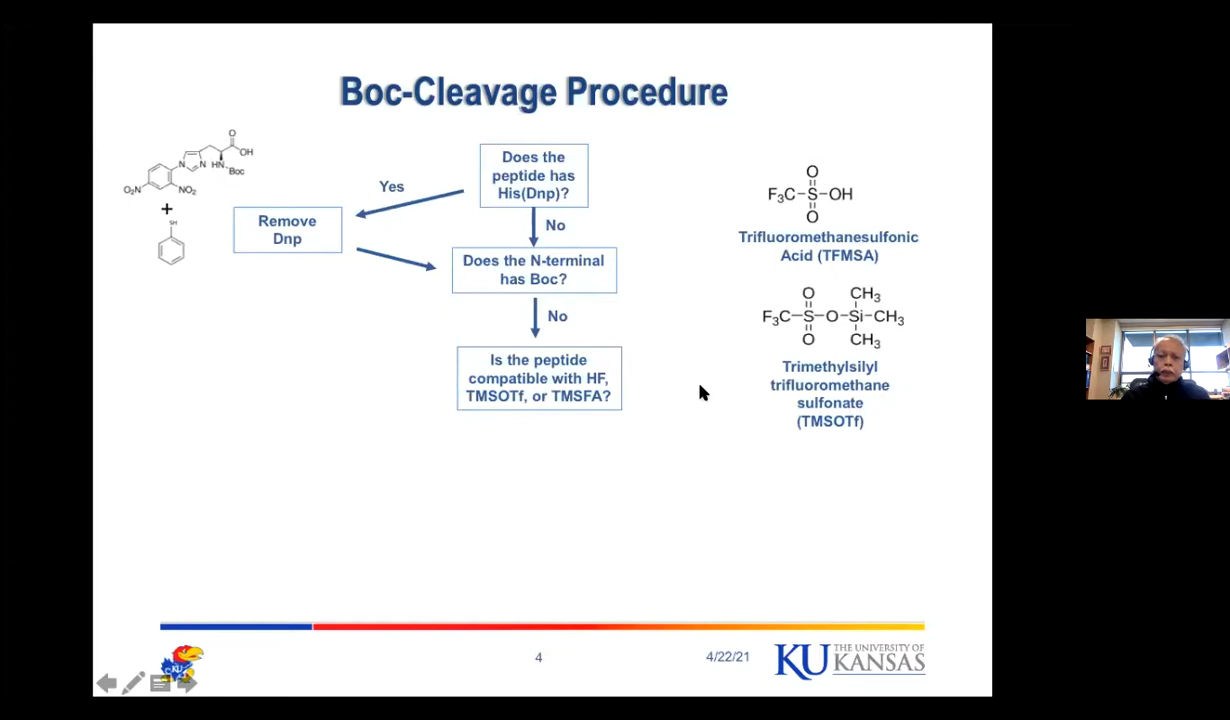 Boc-Cleavage Procedure
O
OH
N
N
HN
Boc
O₂N
NO₂
+
SH
Yes
Remove
Dnp
Does the
peptide has
His(Dnp)?
No
Does the N-terminal
has Boc?
No
Is the peptide
compatible with HF,
TMSOTf, or TMSFA?
O
F₃C-S-OH
O
Trifluoromethanesulfonic
Acid (TFMSA)
O CH₃
F₃C-S-O-Si-CH₃
O CH₃
Trimethylsilyl
trifluoromethane
sulfonate
(TMSOTf)
KU
4
4/22/21
KU THE UNIVERSITY OF
KANSAS